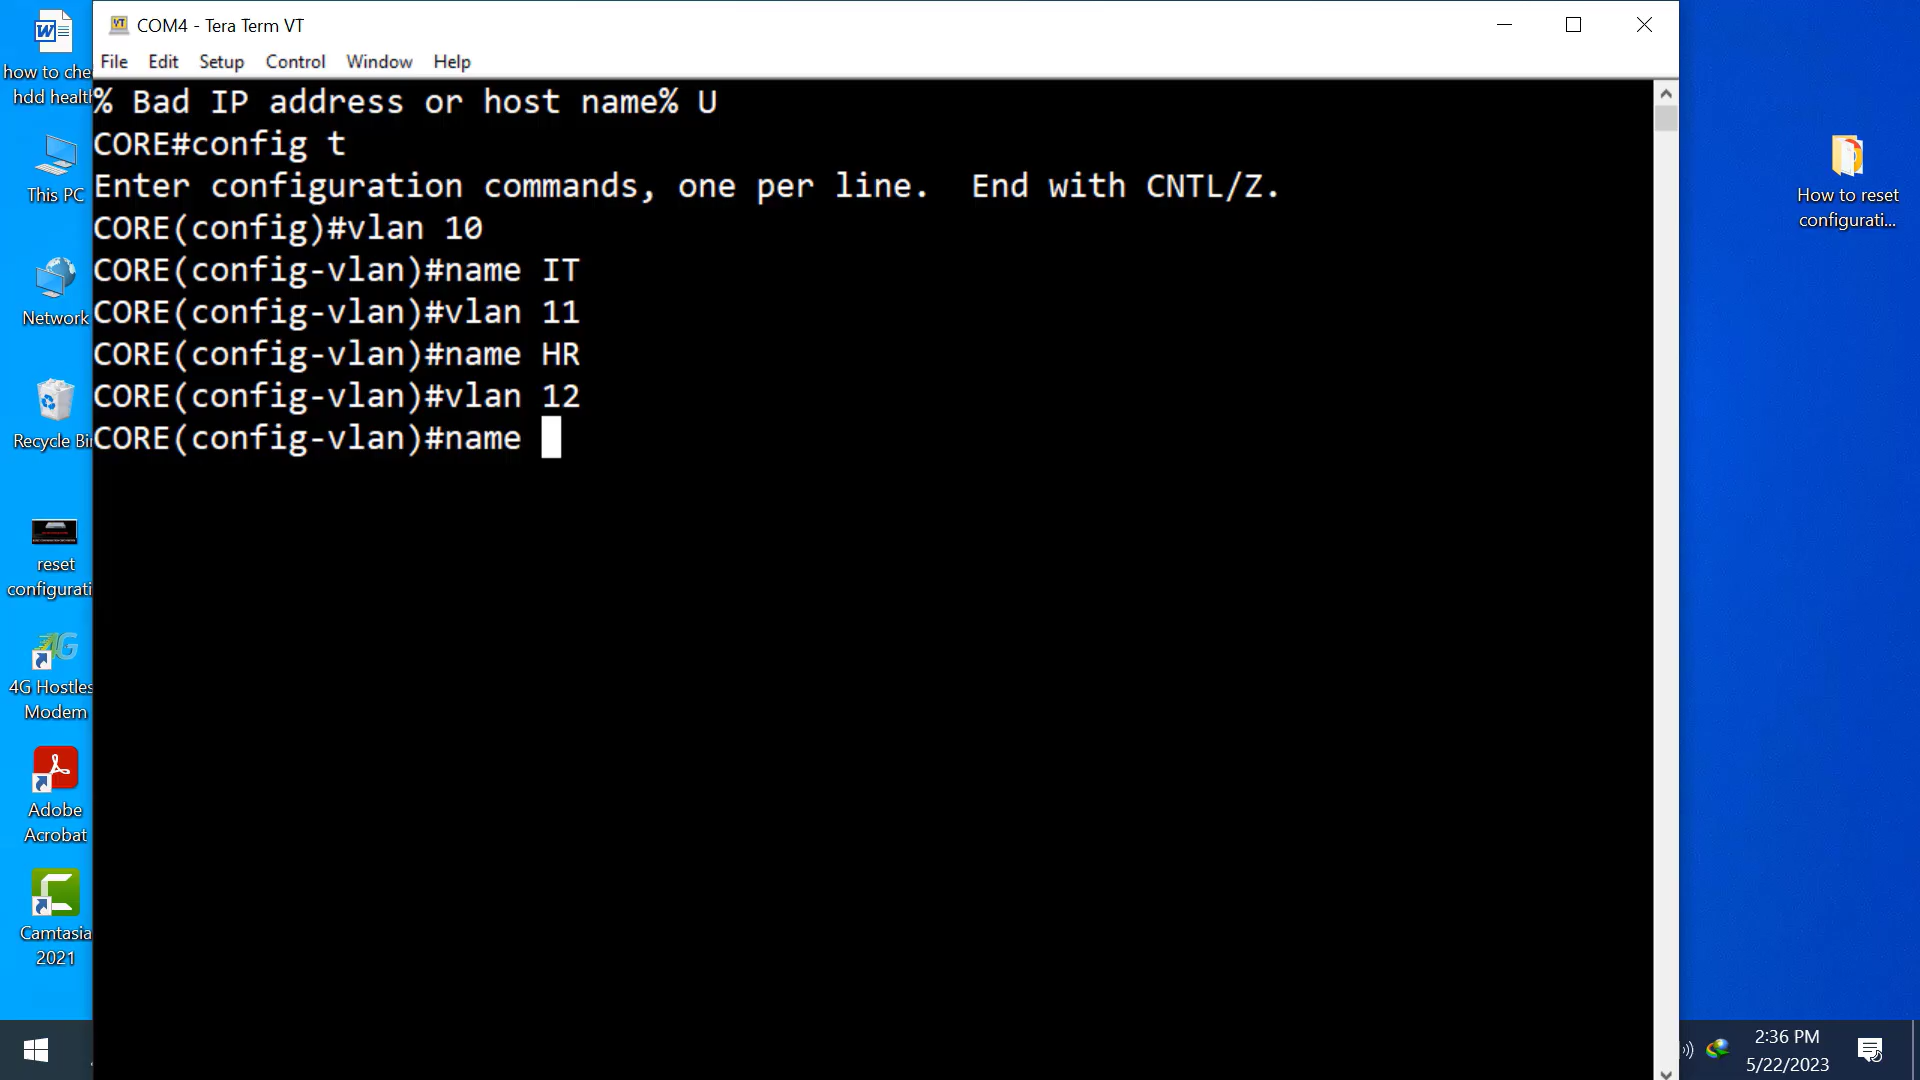 COM4 - Tera Term VT
File Edit Setup Control Window Help
% Bad IP address or host name% U
CORE#config t
Enter configuration commands, one per line.  End with CNTL/Z.
CORE(config)#vlan 10
CORE(config-vlan)#name IT
CORE(config-vlan)#vlan 11
CORE(config-vlan)#name HR
CORE(config-vlan)#vlan 12
CORE(config-vlan)#name
how to che
hdd healt
This PC
Network
Recycle Bi
reset
configurati
4G
4G Hostles
Modem
Adobe
Acrobat
Camtasia
2021
How to reset
configurati...
2:36 PM
5/22/2023